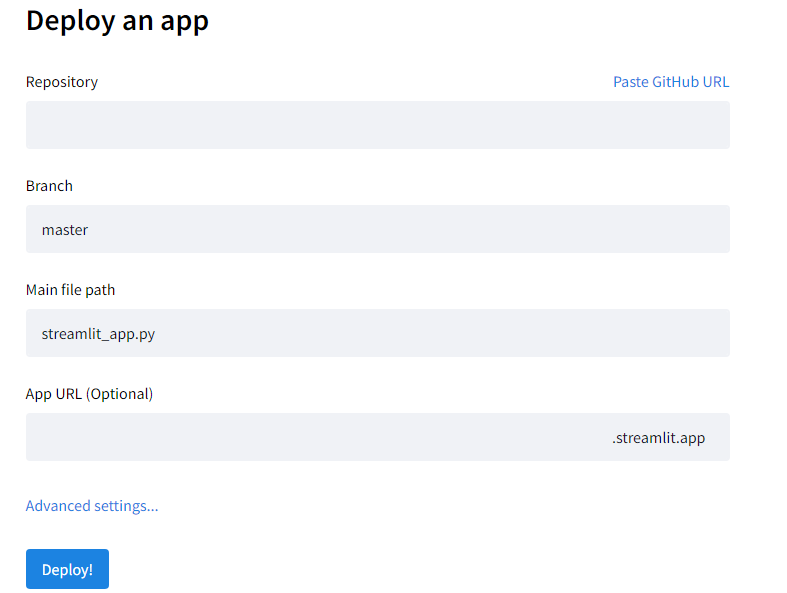 Deploy an app
Repository
Paste GitHub URL
Branch
master
Main file path
streamlit_app.py
App URL (Optional)
.streamlit.app
Advanced settings...
Deploy!